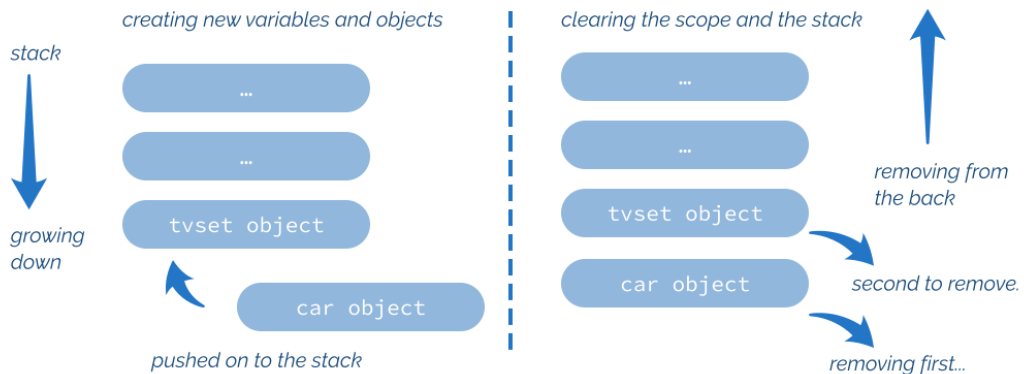 creating new variables and objects
stack
...
...
tvset object
growing
down
car object
pushed on to the stack
clearing the scope and the stack
...
...
removing from
the back
tvset object
second to remove.
car object
removing first...